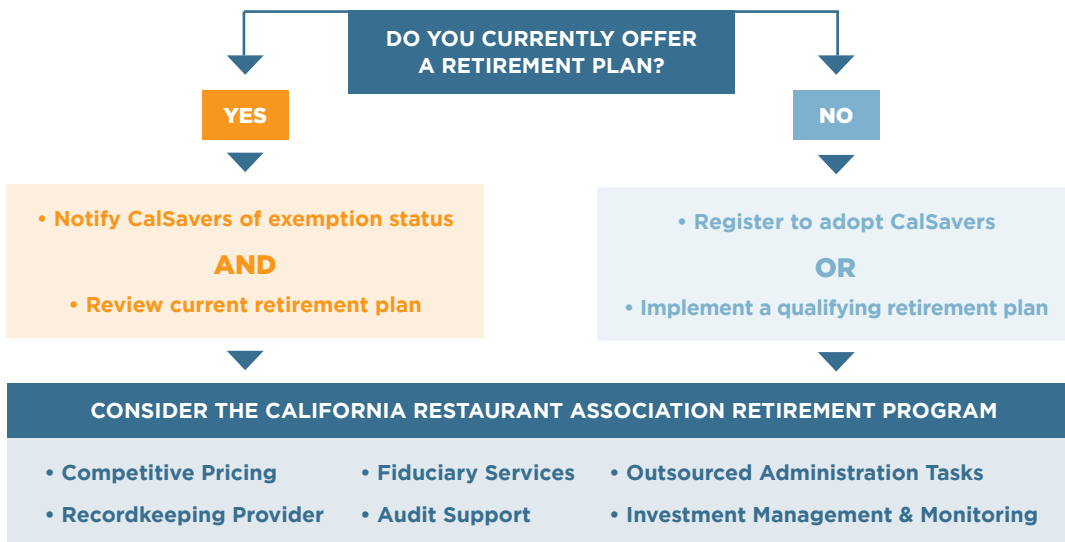 DO YOU CURRENTLY OFFER
A RETIREMENT PLAN?
YES
NO
• Notify CalSavers of exemption status
AND
• Review current retirement plan
• Register to adopt CalSavers
OR
• Implement a qualifying retirement plan
CONSIDER THE CALIFORNIA RESTAURANT ASSOCIATION RETIREMENT PROGRAM
• Competitive Pricing
• Recordkeeping Provider
• Fiduciary Services
• Audit Support
• Outsourced Administration Tasks
• Investment Management & Monitoring